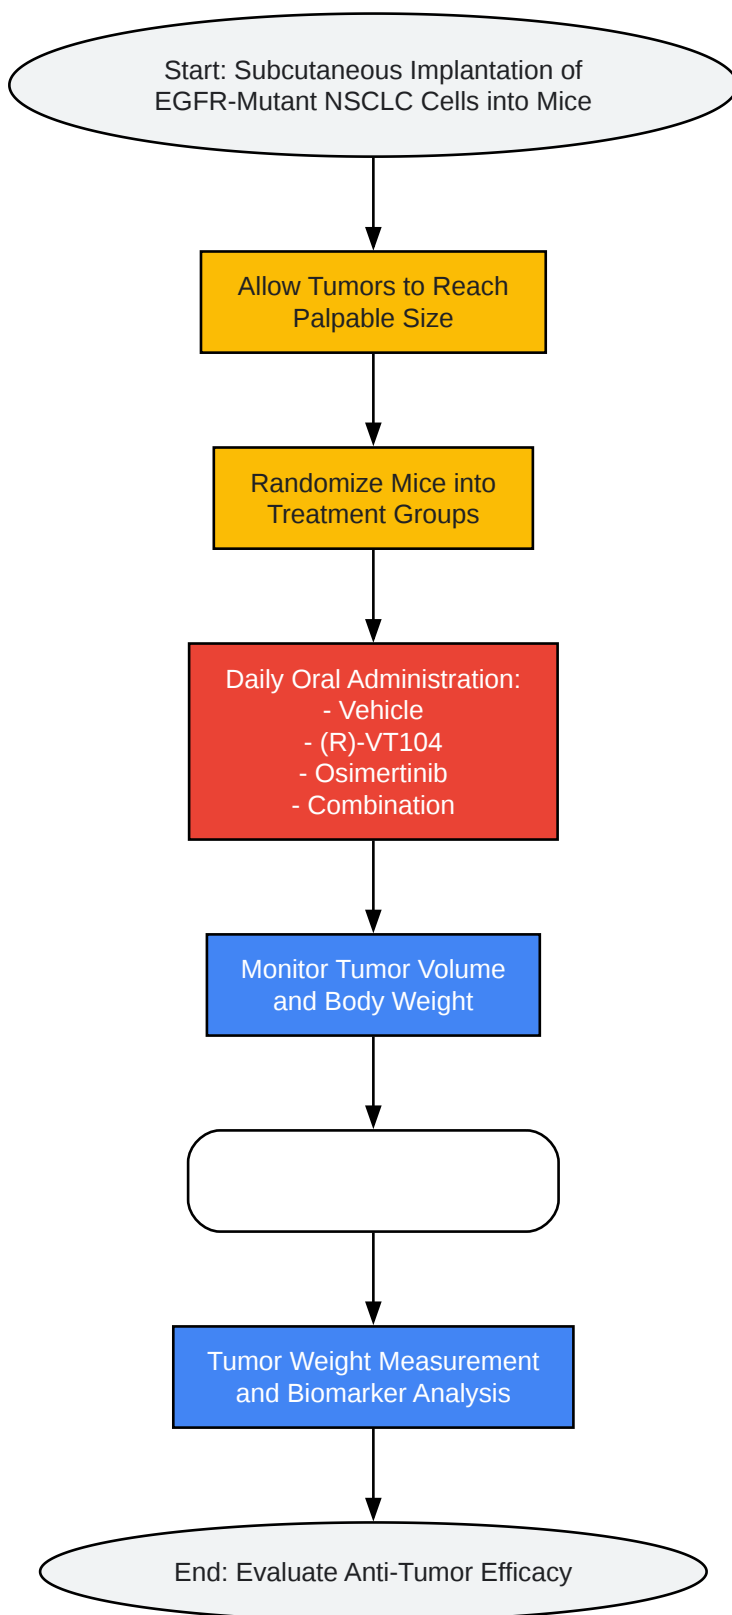 Start: Subcutaneous Implantation of
EGFR-Mutant NSCLC Cells into Mice
Allow Tumors to Reach
Palpable Size
Randomize Mice into
Treatment Groups
Daily Oral Administration:
- Vehicle
- (R)-VT104
- Osimertinib
- Combination
Monitor Tumor Volume
and Body Weight
Tumor Weight Measurement
and Biomarker Analysis
End: Evaluate Anti-Tumor Efficacy